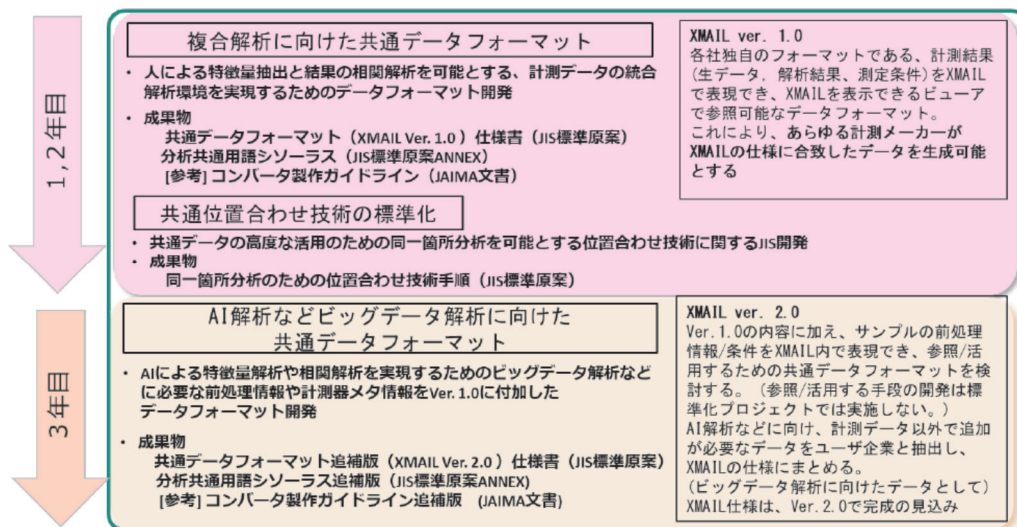 1,2年目
複合解析に向けた共通データフォーマット
・ 人による特徴量抽出と結果の相関解析を可能とする、計測データの統合
解析環境を実現するためのデータフォーマット開発
・ 成果物
共通データフォーマット（XMAIL Ver. 1.0 ）仕様書（JIS標準原案）
分析共通用語シソーラス（JIS標準原案ANNEX）
[参考] コンバータ製作ガイドライン（JAIMA文書）
共通位置合わせ技術の標準化
・ 共通データの高度な活用のための同一箇所分析を可能とする位置合わせ技術に関するJIS開発
・ 成果物
同一箇所分析のための位置合わせ技術手順（JIS標準原案）
XMAIL ver. 1.0
各社独自のフォーマットである、計測結果
(生データ, 解析結果、測定条件)をXMAIL
で表現でき、XMAILを表示できるビューア
で参照可能なデータフォーマット。
これにより、あらゆる計測メーカーが
XMAILの仕様に合致したデータを生成可能
とする
3年目
AI解析などビッグデータ解析に向けた
共通データフォーマット
・ AIによる特徴量解析や相関解析を実現するためのビッグデータ解析など
に必要な前処理情報や計測器メタ情報をVer. 1.0に付加した
データフォーマット開発
・ 成果物
共通データフォーマット追補版（XMAIL Ver. 2.0 ）仕様書（JIS標準原案）
分析共通用語シソーラス追補版（JIS標準原案ANNEX)
[参考] コンバータ製作ガイドライン追補版 （JAIMA文書)
XMAIL ver. 2.0
Ver.1.0の内容に加え、サンプルの前処理
情報/条件をXMAIL内で表現でき、参照/活
用するための共通データフォーマットを検
討する。（参照/活用する手段の開発は標
準化プロジェクトでは実施しない。）
AI解析などに向け、計測データ以外で追加
が必要なデータをユーザ企業と抽出し、
XMAILの仕様にまとめる。
(ビッグデータ解析に向けたデータとして)
XMAIL仕様は、Ver.2.0で完成の見込み